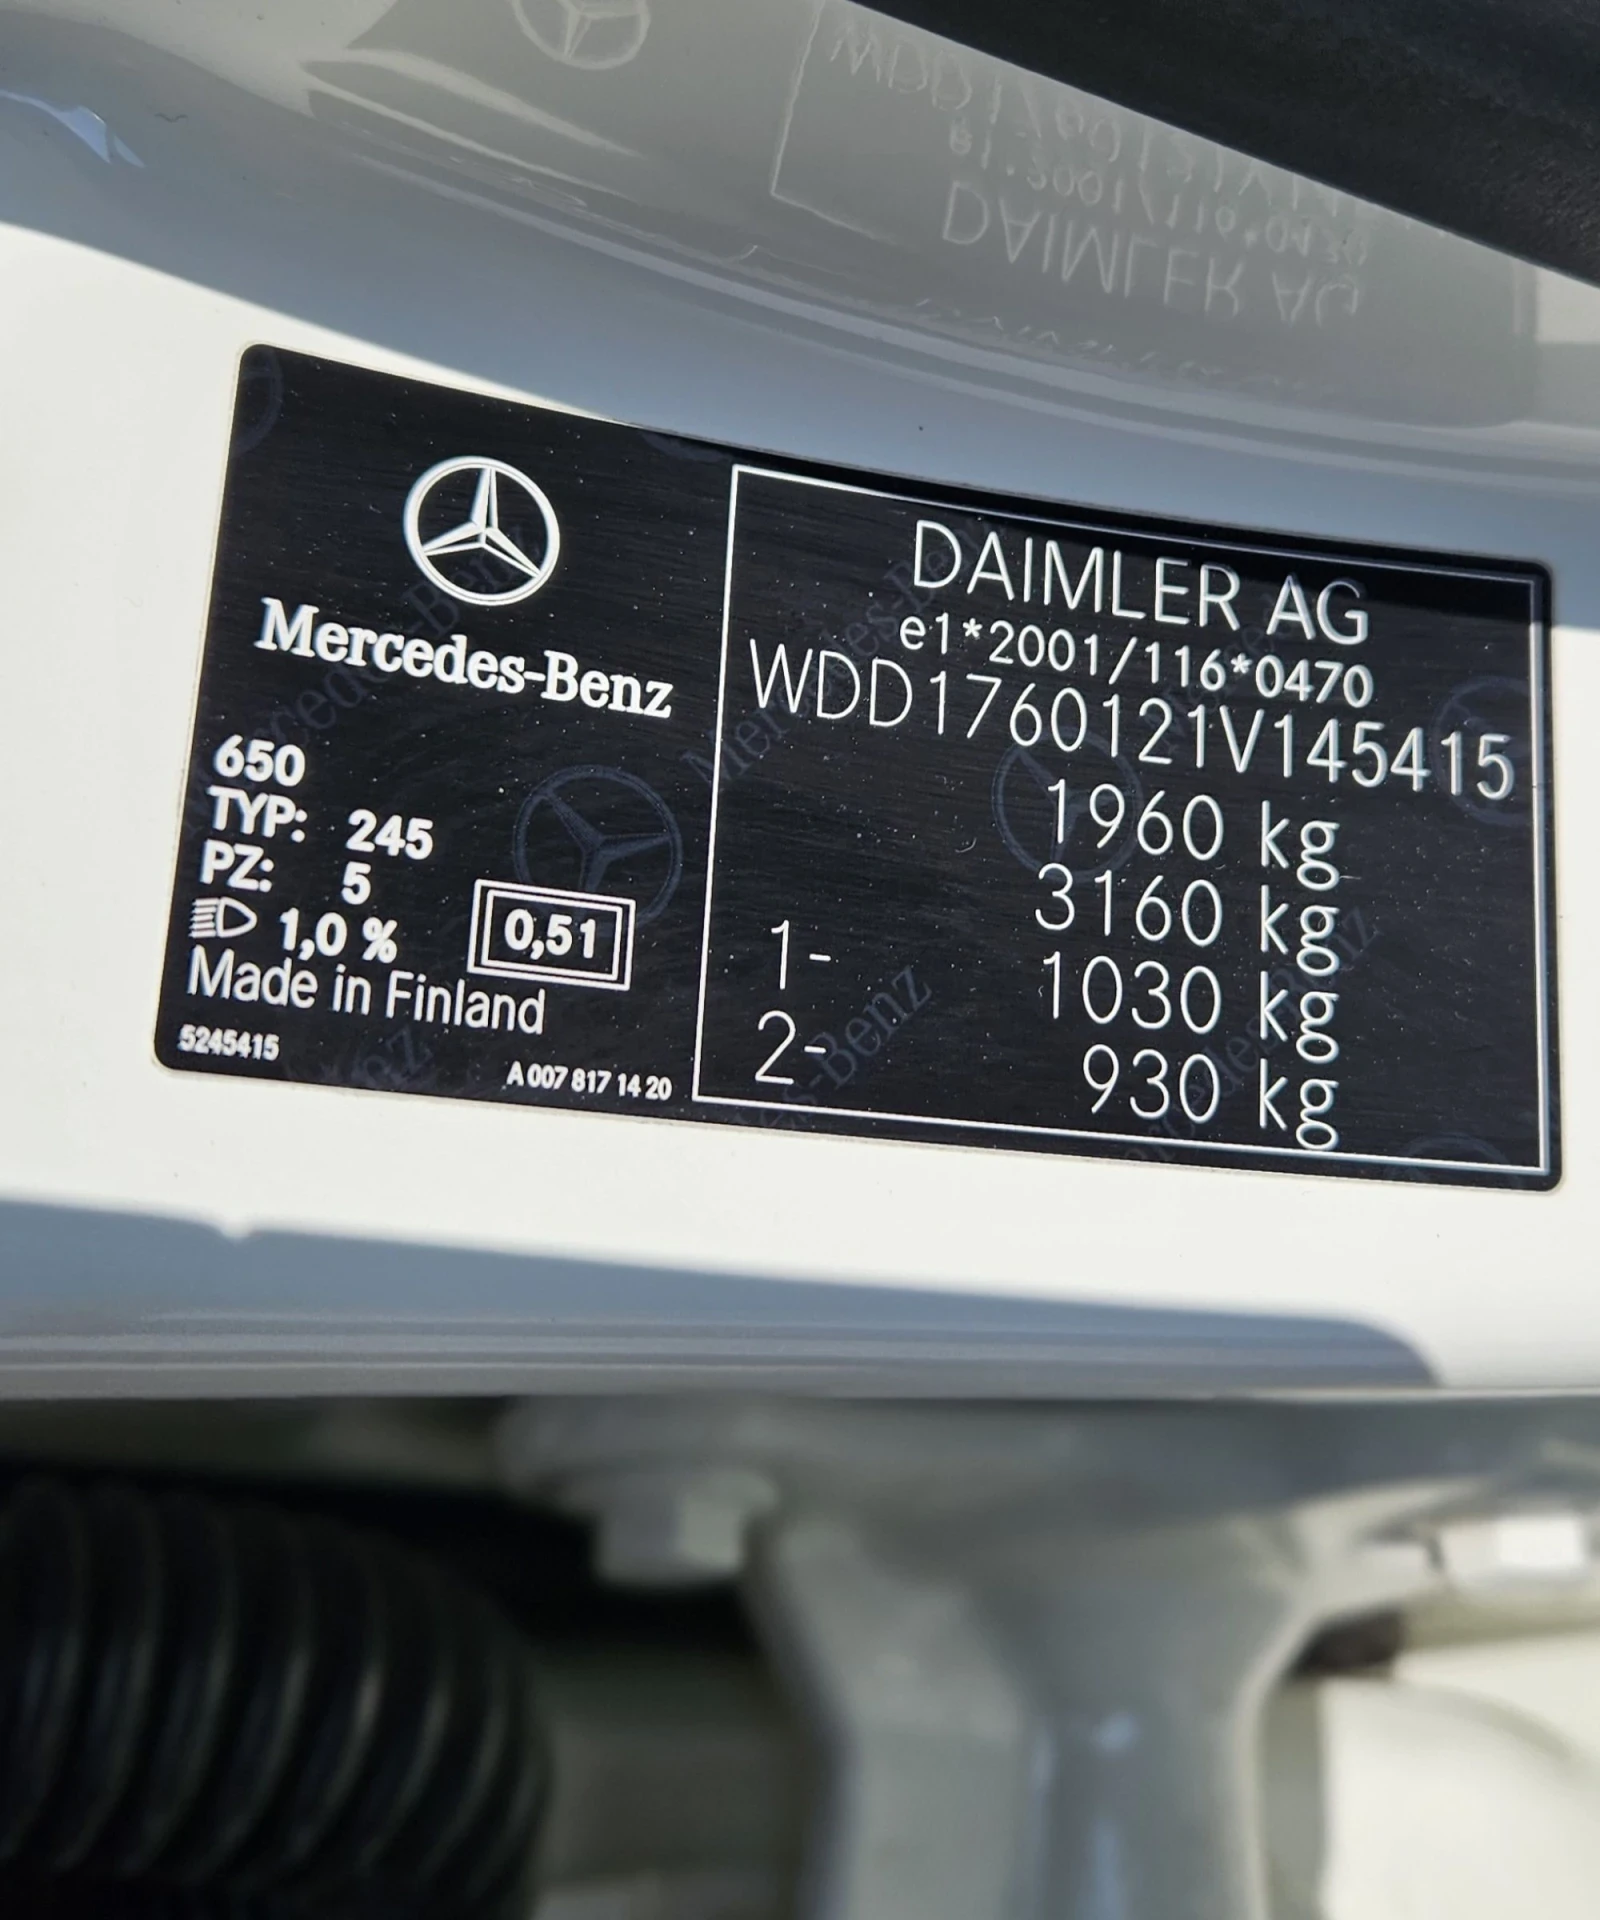 Mercedes-Benz
650
TYP: 245
PZ: 5
1,0 %
0,51
Made in Finland
5245415
A 007 817 14 20
DAIMLER AG
e1*2001/116*0470
WDD1760121V145415
1960 kg
3160 kg
1- 1030 kg
2- 930 kg